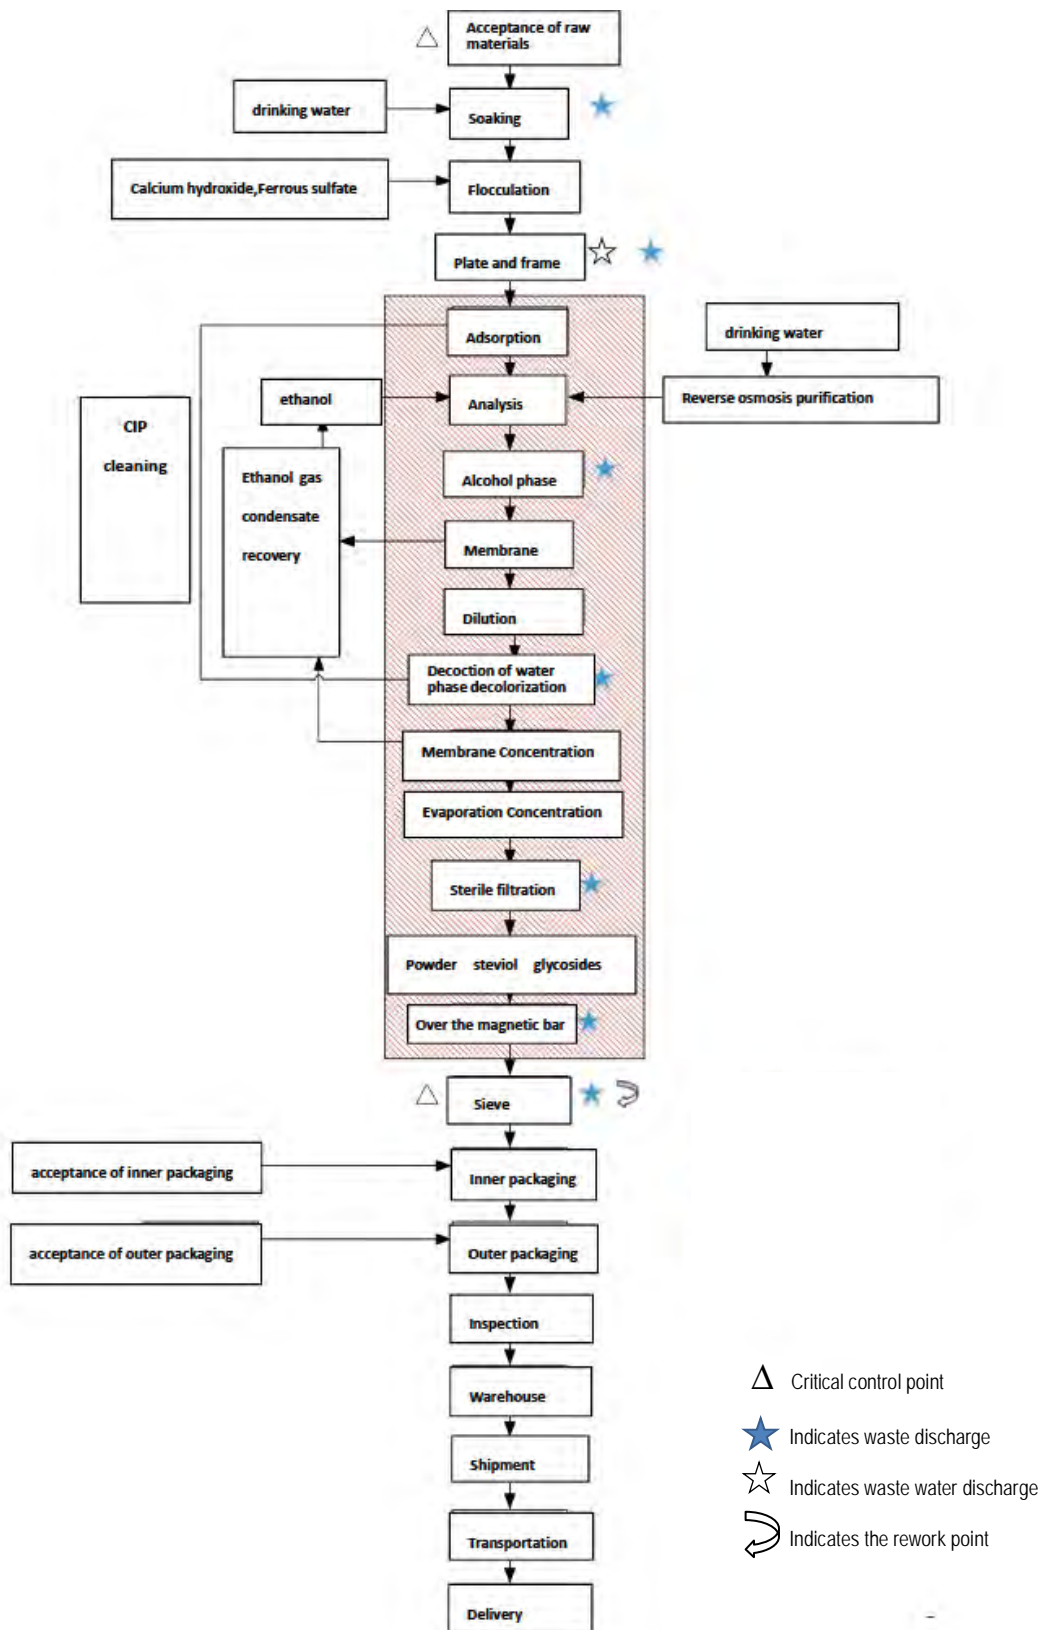 Acceptance of raw
materials
drinking water
Soaking
Calcium hydroxide,Ferrous sulfate
Flocculation
Plate and frame
Adsorption
drinking water
ethanol
Analysis
Reverse osmosis purification
CIP
cleaning
Ethanol gas
condensate
recovery
Alcohol phase
Membrane
Dilution
Decoction of water
phase decolorization
Membrane Concentration
Evaporation Concentration
Sterile filtration
Powder steviol glycosides
Over the magnetic bar
Sieve
acceptance of inner packaging
Inner packaging
acceptance of outer packaging
Outer packaging
Inspection
Warehouse
Shipment
Transportation
Delivery
Δ Critical control point
Indicates waste discharge
Indicates waste water discharge
Indicates the rework point